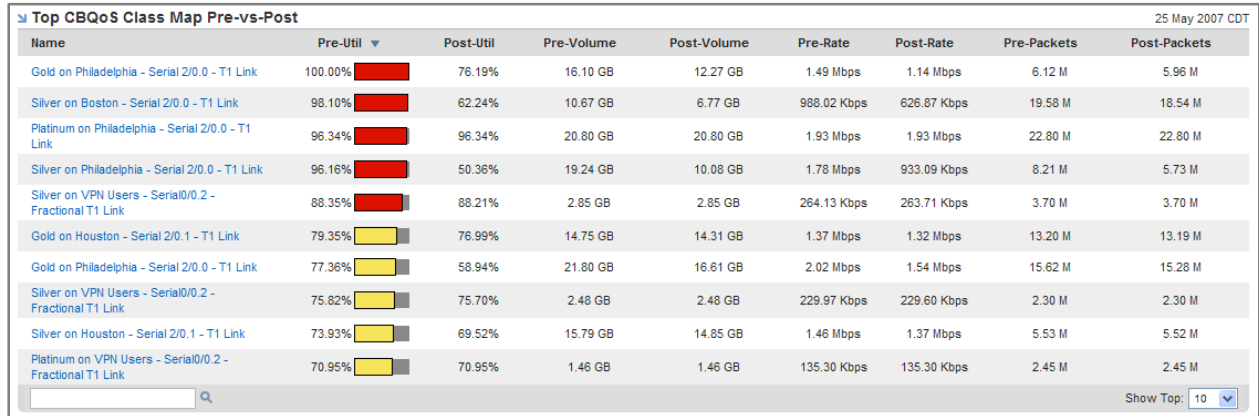 Top CBQoS Class Map Pre-vs-Post 25 May 2007 CDT
Name Pre-Util Post-Util Pre-Volume Post-Volume Pre-Rate Post-Rate Pre-Packets Post-Packets
Gold on Philadelphia - Serial 2/0.0 - T1 Link 100.00% 76.19% 16.10 GB 12.27 GB 1.49 Mbps 1.14 Mbps 6.12 M 5.96 M
Silver on Boston - Serial 2/0.0 - T1 Link 98.10% 62.24% 10.67 GB 6.77 GB 988.02 Kbps 626.87 Kbps 19.58 M 18.54 M
Platinum on Philadelphia - Serial 2/0.0 - T1
Link 96.34% 96.34% 20.80 GB 20.80 GB 1.93 Mbps 1.93 Mbps 22.80 M 22.80 M
Silver on Philadelphia - Serial 2/0.0 - T1 Link 96.16% 50.36% 19.24 GB 10.08 GB 1.78 Mbps 933.09 Kbps 8.21 M 5.73 M
Silver on VPN Users - Serial0/0.2 -
Fractional T1 Link 88.35% 88.21% 2.85 GB 2.85 GB 264.13 Kbps 263.71 Kbps 3.70 M 3.70 M
Gold on Houston - Serial 2/0.1 - T1 Link 79.35% 76.99% 14.75 GB 14.31 GB 1.37 Mbps 1.32 Mbps 13.20 M 13.19 M
Gold on Philadelphia - Serial 2/0.0 - T1 Link 77.36% 58.94% 21.80 GB 16.61 GB 2.02 Mbps 1.54 Mbps 15.62 M 15.28 M
Silver on VPN Users - Serial0/0.2 -
Fractional T1 Link 75.82% 75.70% 2.48 GB 2.48 GB 229.97 Kbps 229.60 Kbps 2.30 M 2.30 M
Silver on Houston - Serial 2/0.1 - T1 Link 73.93% 69.52% 15.79 GB 14.85 GB 1.46 Mbps 1.37 Mbps 5.53 M 5.52 M
Platinum on VPN Users - Serial0/0.2 -
Fractional T1 Link 70.95% 70.95% 1.46 GB 1.46 GB 135.30 Kbps 135.30 Kbps 2.45 M 2.45 M
Show Top: 10